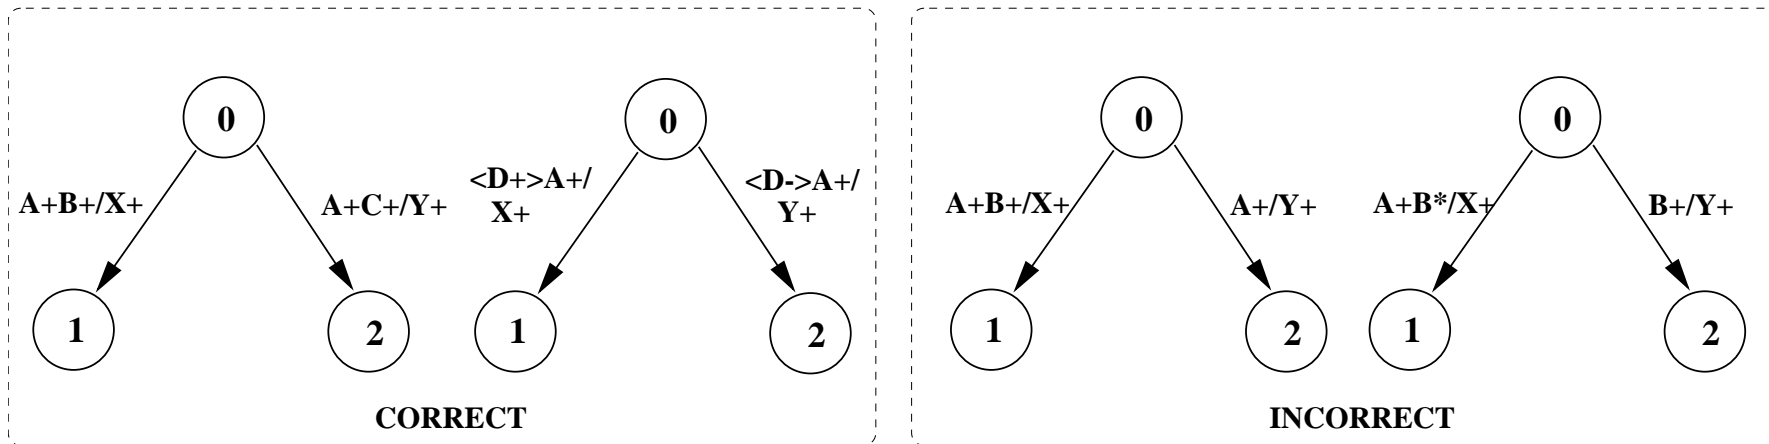 0
0
0
0
A+B+/X+
A+C+/Y+
<D+>A+/
X+
<D->A+/
Y+
A+B+/X+
A+/Y+
A+B*/X+
B+/Y+
1
2
1
2
1
2
1
2
CORRECT
INCORRECT